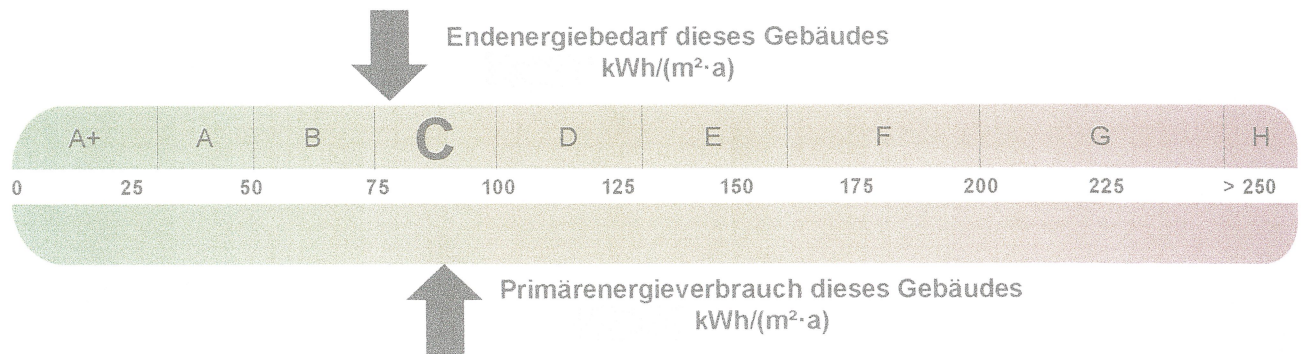 Endenergiebedarf dieses Gebäudes
kWh/(m²·a)
A+ A B C D E F G H
0 25 50 75 100 125 150 175 200 225 > 250
Primärenergieverbrauch dieses Gebäudes
kWh/(m²·a)